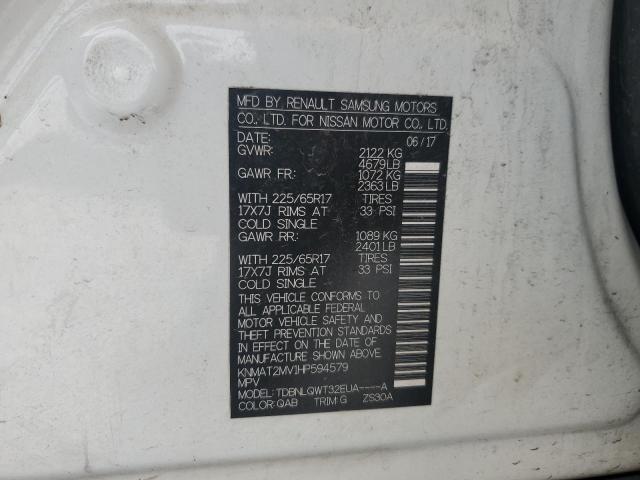 MFD BY RENAULT SAMSUNG MOTORS
CO., LTD. FOR NISSAN MOTOR CO., LTD.
DATE: 06/17
GVWR: 2122 KG
4679LB
GAWR FR: 1072 KG
2363 LB
WITH 225/65R17 TIRES
17X7J RIMS AT 33 PSI
COLD SINGLE
GAWR RR: 1089 KG
2401LB
WITH 225/65R17 TIRES
17X7J RIMS AT 33 PSI
COLD SINGLE
THIS VEHICLE CONFORMS TO
ALL APPLICABLE FEDERAL
MOTOR VEHICLE SAFETY AND
THEFT PREVENTION STANDARDS
IN EFFECT ON THE DATE OF
MANUFACTURE SHOWN ABOVE
KNMAT2MV1HP594579
MPV
MODEL: TDBNLQWT32EUA----A
COLOR:QAB TRIM:G ZS30A